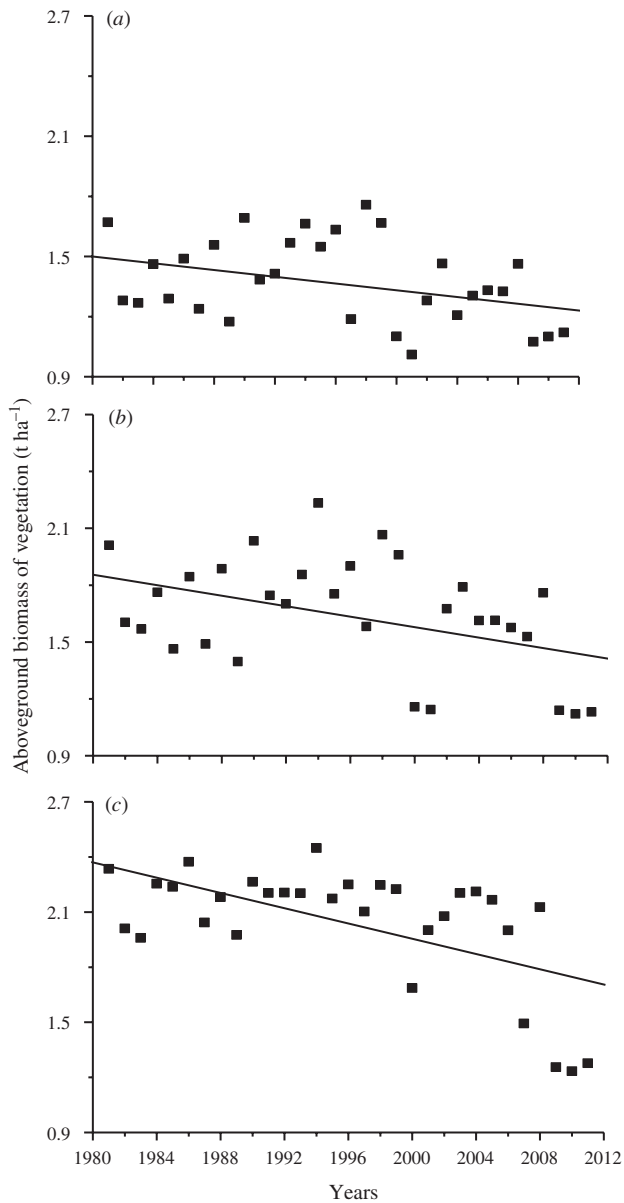 (a)
2.7
2.1
1.5
0.9
(b)
2.7
2.1
1.5
0.9
(c)
2.7
2.1
1.5
0.9
Aboveground biomass of vegetation (t ha⁻¹)
1980 1984 1988 1992 1996 2000 2004 2008 2012
Years